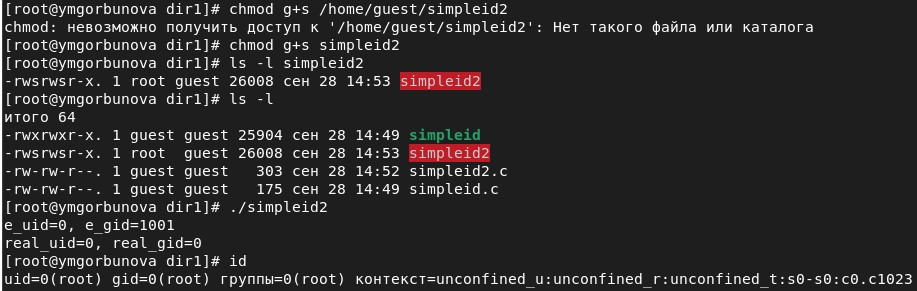 [root@ymgorbunova dir1]# chmod g+s /home/guest/simpleid2
chmod: невозможно получить доступ к '/home/guest/simpleid2': Нет такого файла или каталога
[root@ymgorbunova dir1]# chmod g+s simpleid2
[root@ymgorbunova dir1]# ls -l simpleid2
-rwsrwsr-x. 1 root guest 26008 сен 28 14:53 simpleid2
[root@ymgorbunova dir1]# ls -l
итого 64
-rwxrwxr-x. 1 guest guest 25904 сен 28 14:49 simpleid
-rwsrwsr-x. 1 root  guest 26008 сен 28 14:53 simpleid2
-rw-rw-r--. 1 guest guest   303 сен 28 14:52 simpleid2.c
-rw-rw-r--. 1 guest guest   175 сен 28 14:49 simpleid.c
[root@ymgorbunova dir1]# ./simpleid2
e_uid=0, e_gid=1001
real_uid=0, real_gid=0
[root@ymgorbunova dir1]# id
uid=0(root) gid=0(root) группы=0(root) контекст=unconfined_u:unconfined_r:unconfined_t:s0-s0:c0.c1023